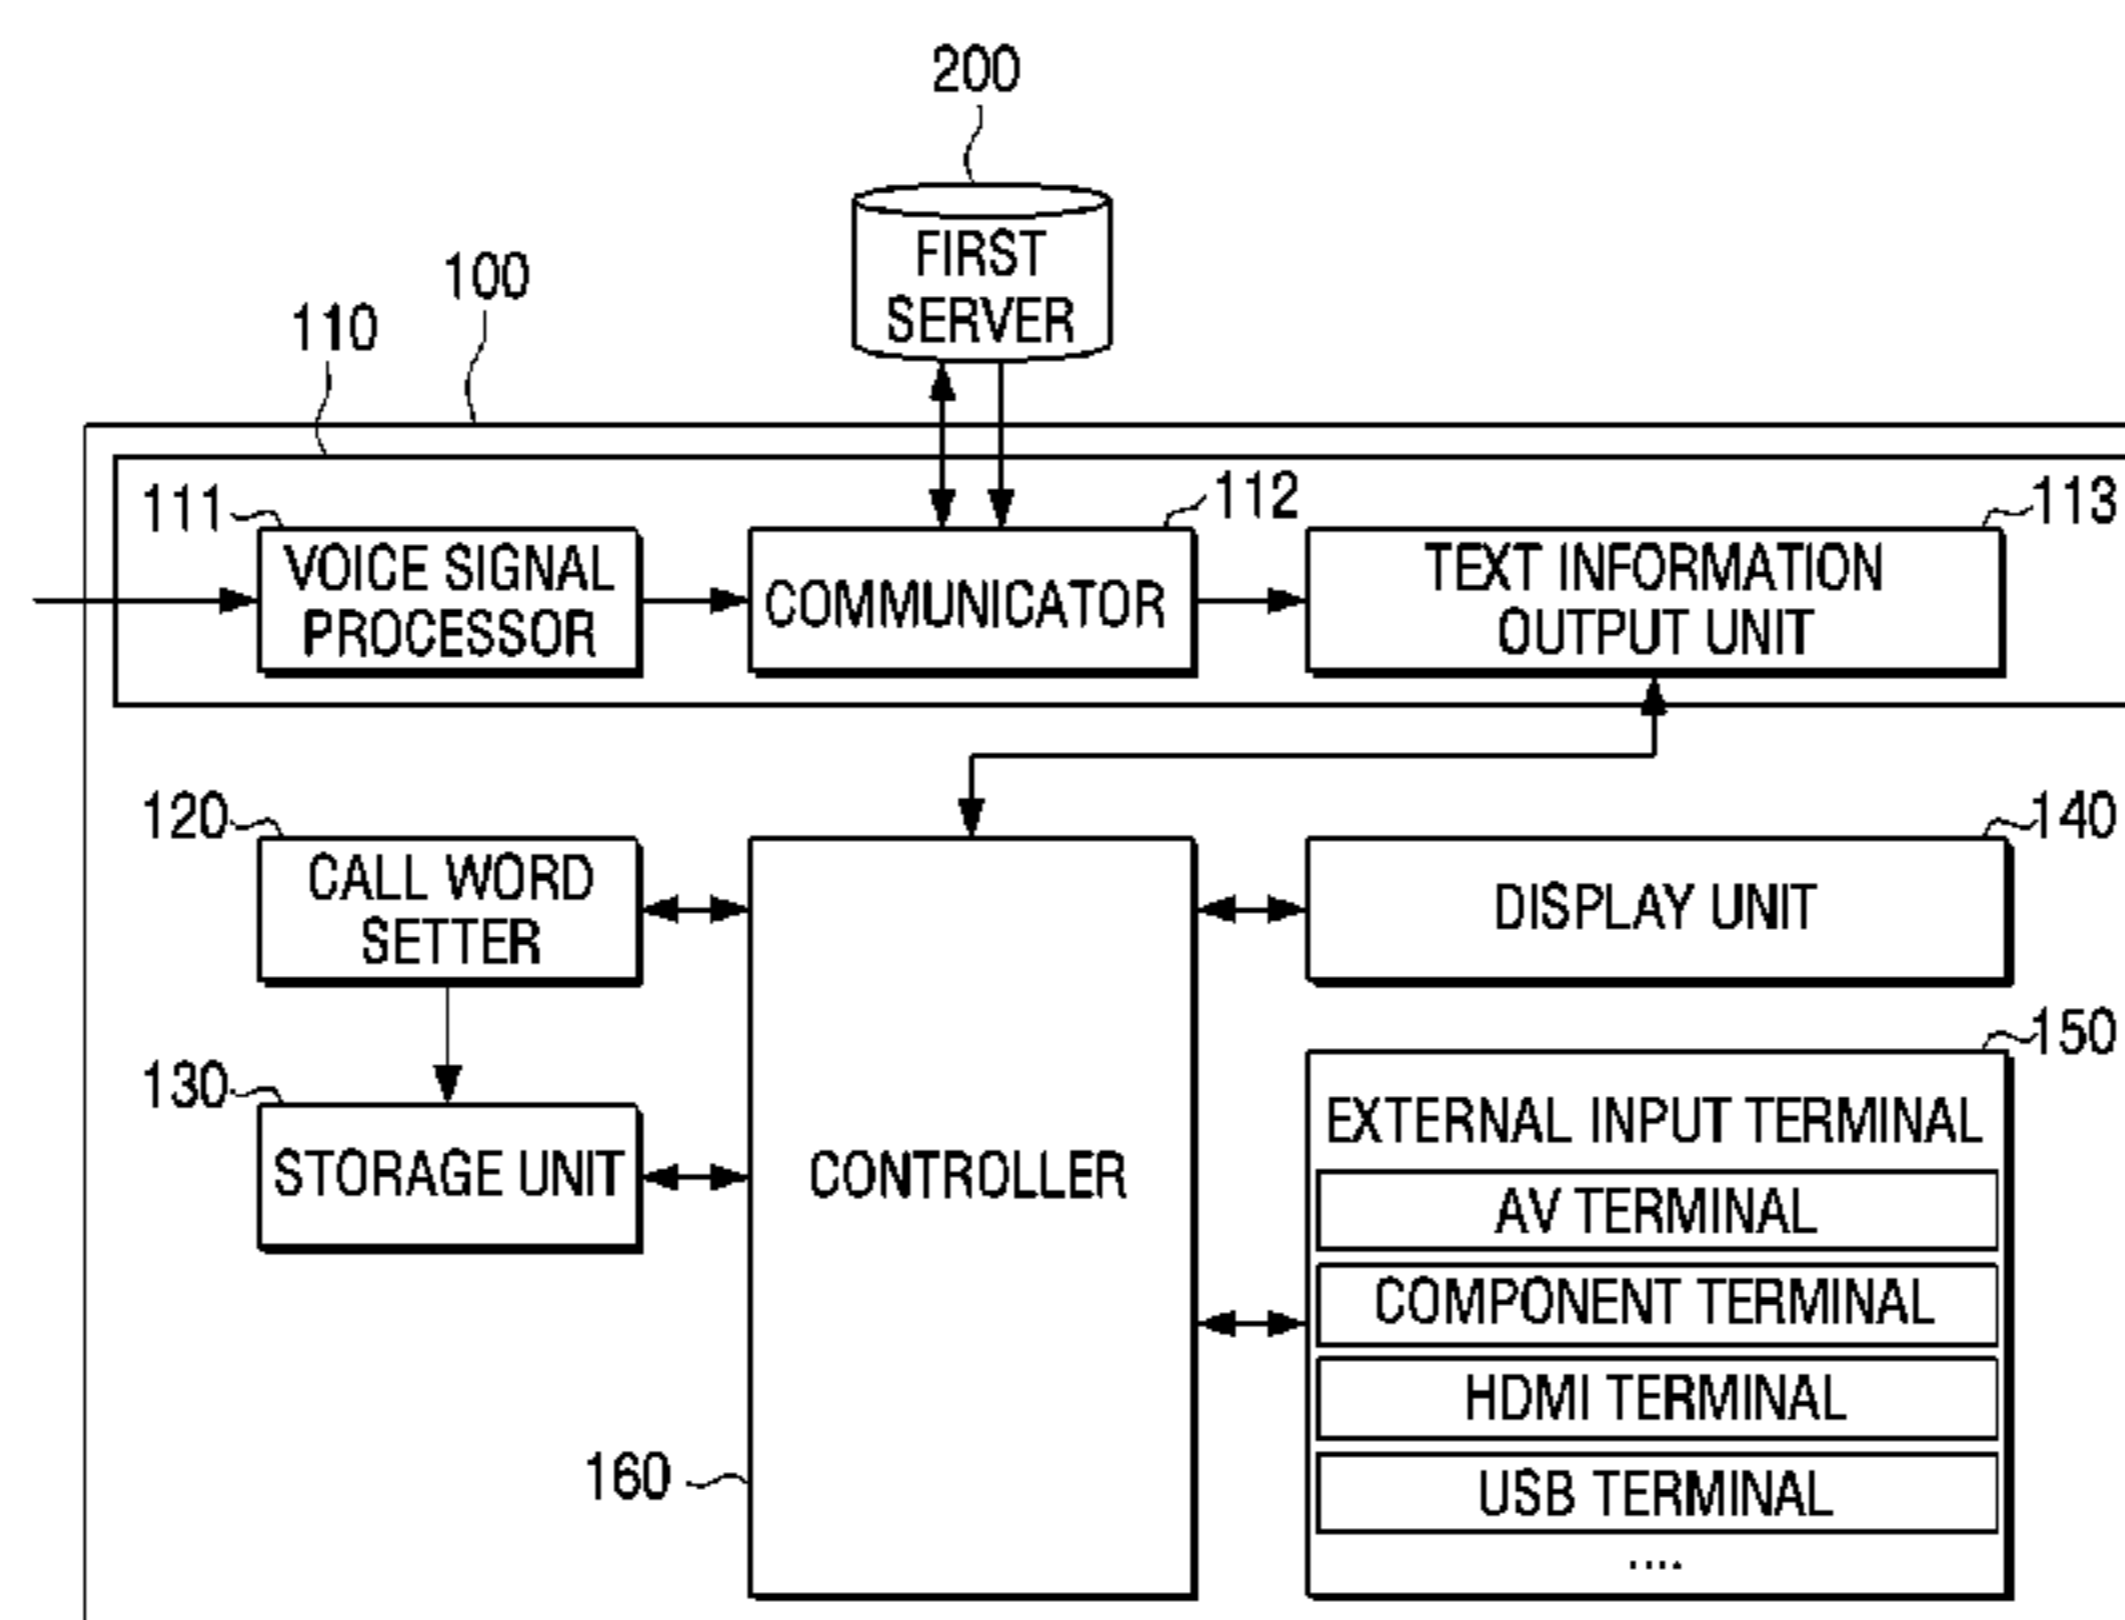 200
FIRST
SERVER
100
110
111
112
113
VOICE SIGNAL
PROCESSOR
COMMUNICATOR
TEXT INFORMATION
OUTPUT UNIT
120
140
CALL WORD
SETTER
DISPLAY UNIT
150
130
STORAGE UNIT
CONTROLLER
EXTERNAL INPUT TERMINAL
AV TERMINAL
COMPONENT TERMINAL
HDMI TERMINAL
160
USB TERMINAL
....